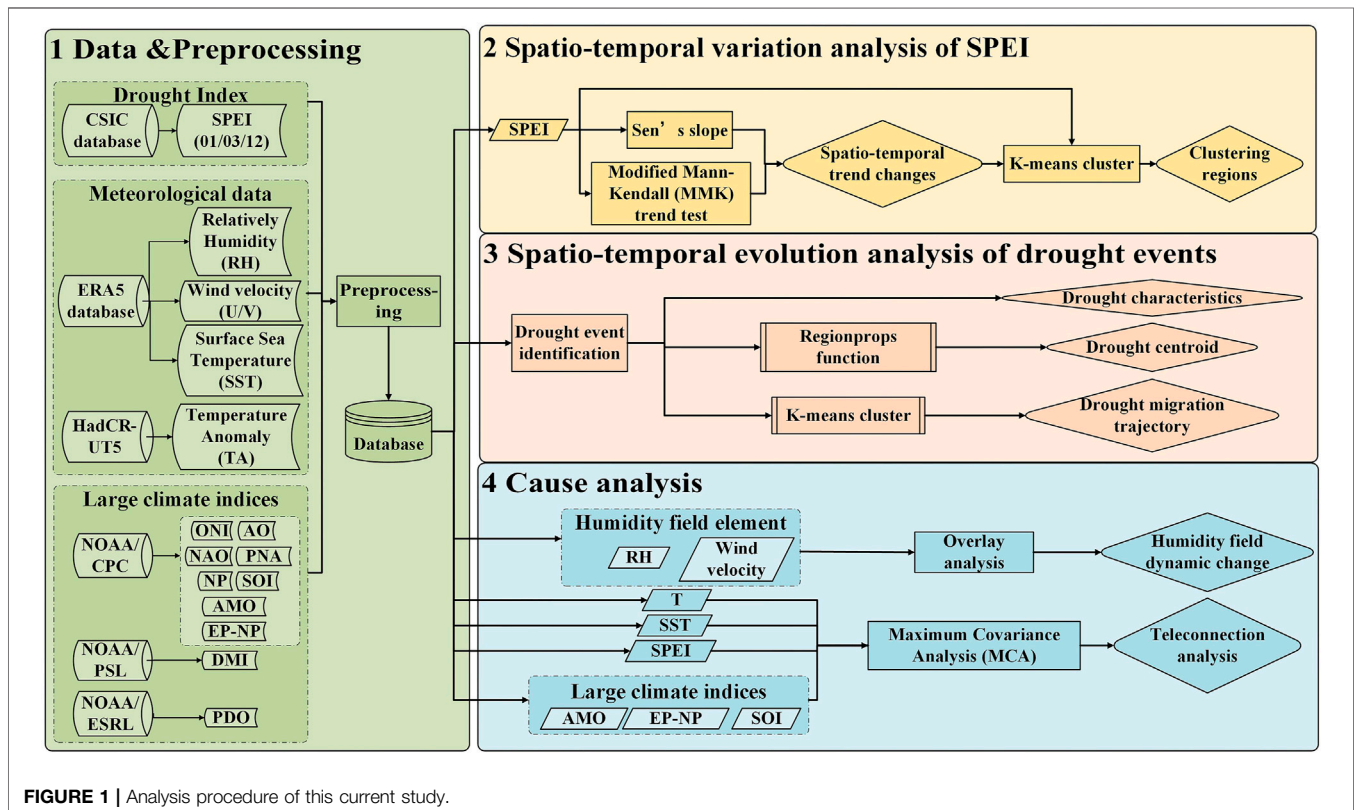 1 Data &Preprocessing
Drought Index
CSIC
database
SPEI
(01/03/12)
Meteorological data
ERA5
database
Relatively
Humidity
(RH)
Wind velocity
(U/V)
Surface Sea
Temperature
(SST)
HadCR-
UT5
Temperature
Anomaly
(TA)
Large climate indices
NOAA/
CPC
ONI AO
NAO PNA
NP SOI
AMO
EP-NP
NOAA/
PSL
DMI
NOAA/
ESRL
PDO
Preprocess-
ing
Database
2 Spatio-temporal variation analysis of SPEI
SPEI
Sen’ s slope
Modified Mann-
Kendall (MMK)
trend test
Spatio-temporal
trend changes
K-means cluster
Clustering
regions
3 Spatio-temporal evolution analysis of drought events
Drought event
identification
Drought characteristics
Regionprops
function
Drought centroid
K-means cluster
Drought migration
trajectory
4 Cause analysis
Humidity field element
RH
Wind
velocity
Overlay
analysis
Humidity field
dynamic change
T
SST
SPEI
Large climate indices
AMO EP-NP SOI
Maximum Covariance
Analysis (MCA)
Teleconnection
analysis
FIGURE 1 | Analysis procedure of this current study.